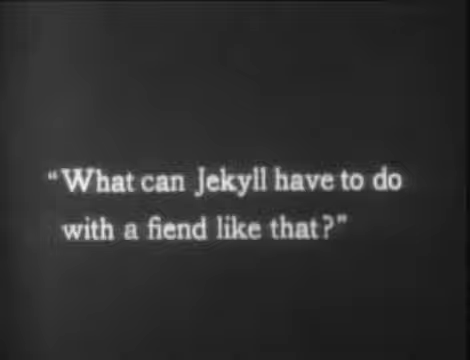 “What can Jekyll have to do
with a fiend like that?”